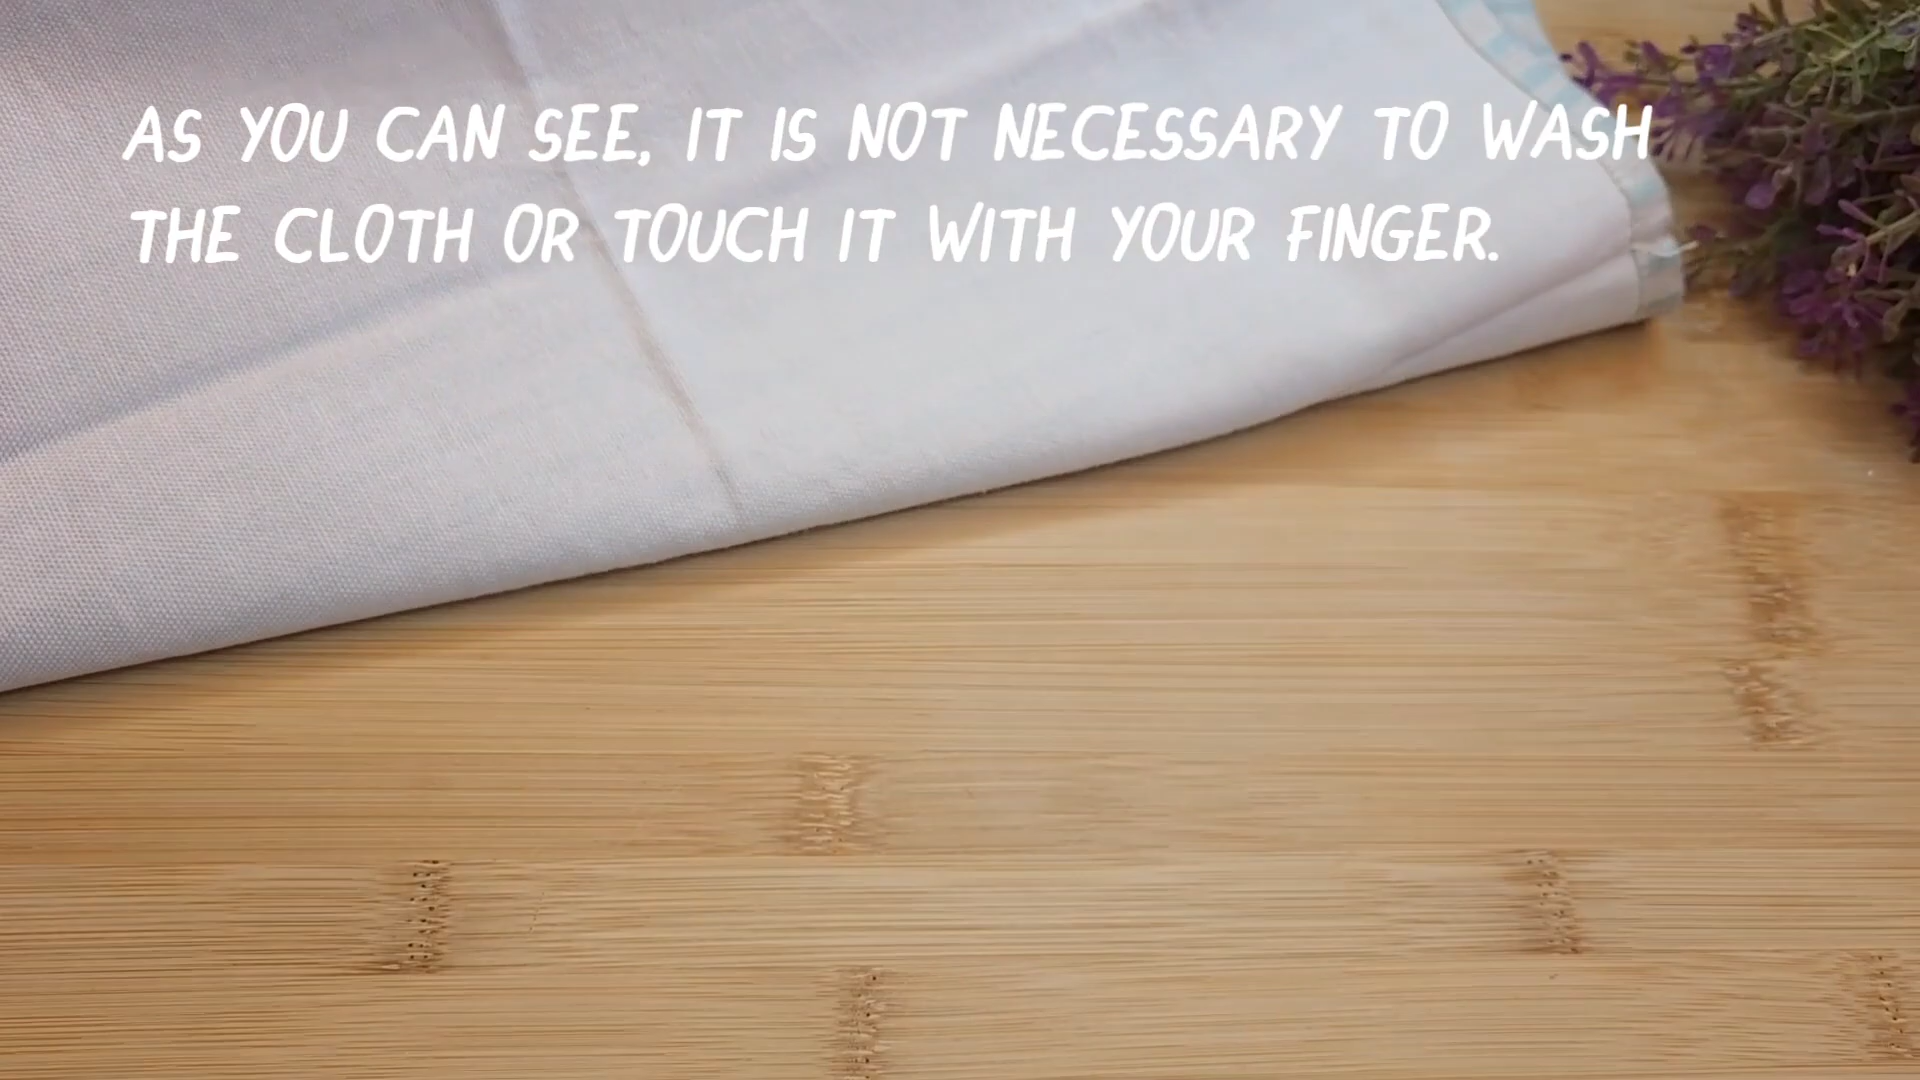 AS YOU CAN SEE, IT IS NOT NECESSARY TO WASH
THE CLOTH OR TOUCH IT WITH YOUR FINGER.